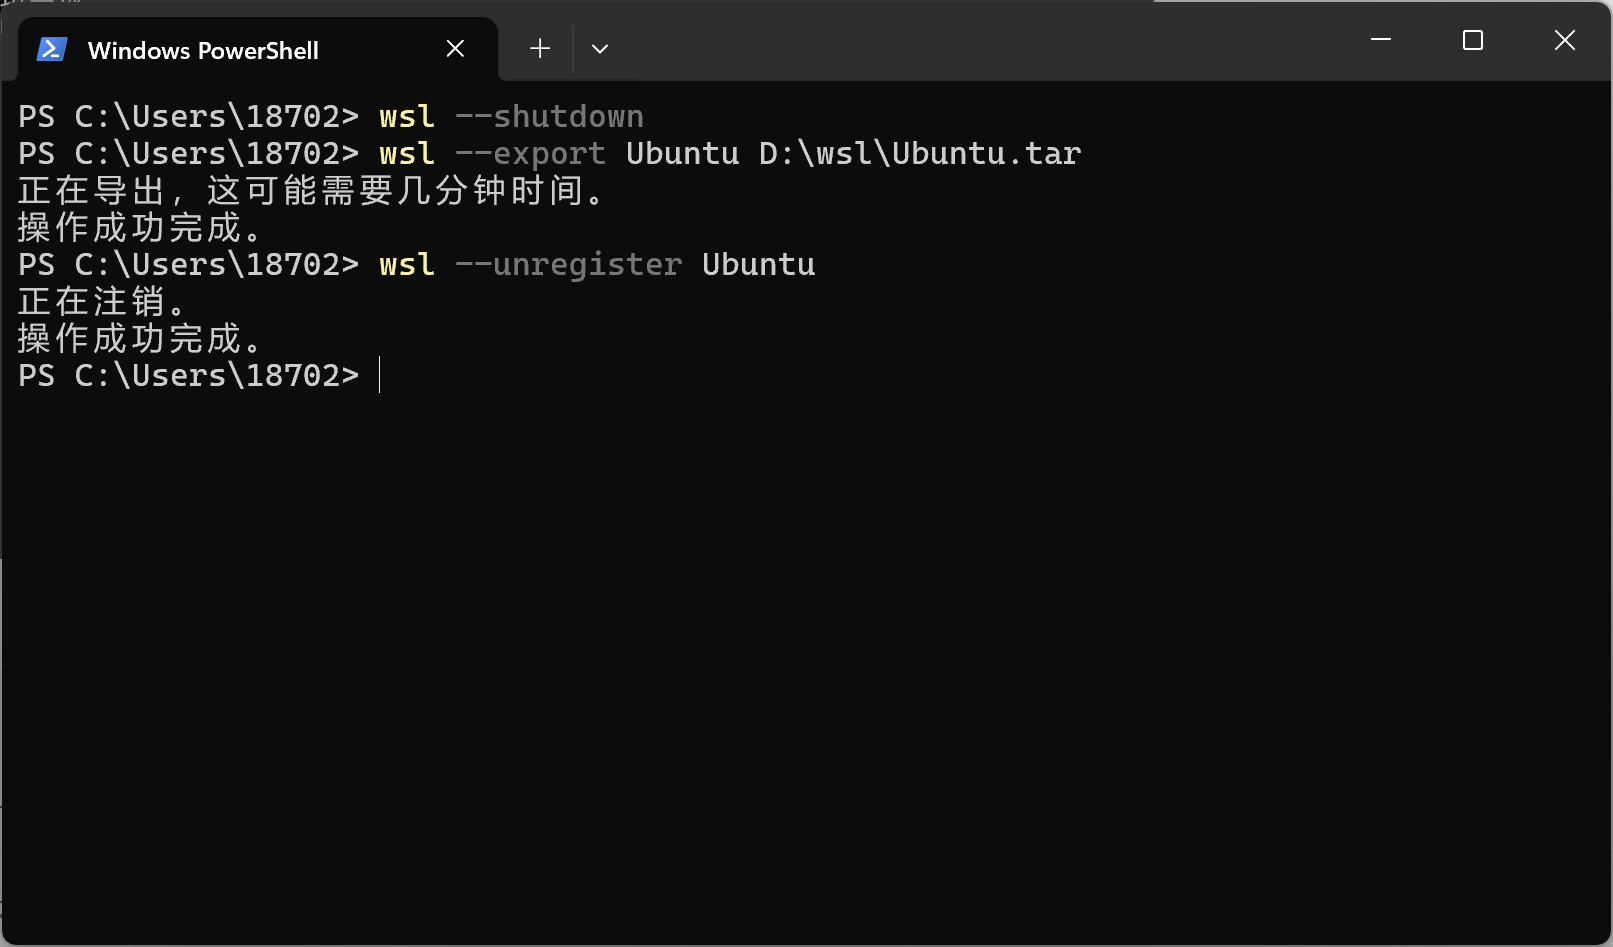 Windows PowerShell
PS C:\Users\18702> wsl --shutdown
PS C:\Users\18702> wsl --export Ubuntu D:\wsl\Ubuntu.tar
正在导出，这可能需要几分钟时间。
操作成功完成。
PS C:\Users\18702> wsl --unregister Ubuntu
正在注销。
操作成功完成。
PS C:\Users\18702>